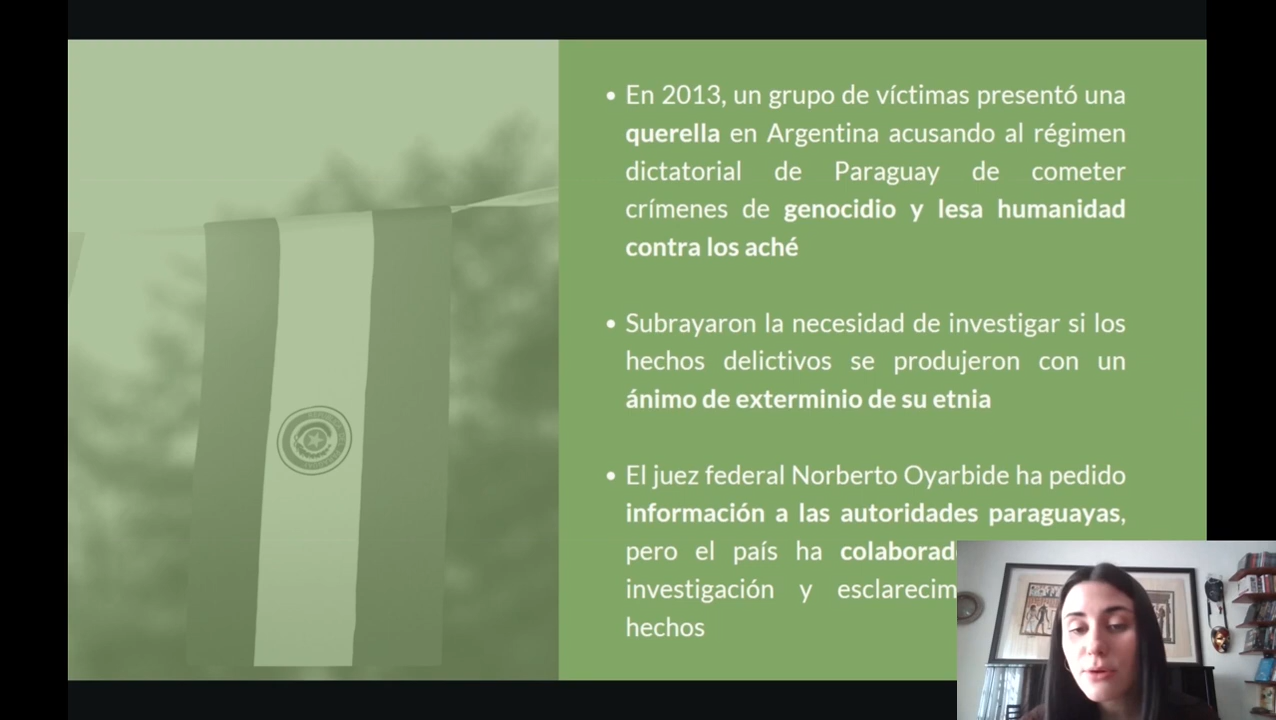 • En 2013, un grupo de víctimas presentó una
querella en Argentina acusando al régimen
dictatorial de Paraguay de cometer
crímenes de genocidio y lesa humanidad
contra los aché
• Subrayaron la necesidad de investigar si los
hechos delictivos se produjeron con un
ánimo de exterminio de su etnia
• El juez federal Norberto Oyarbide ha pedido
información a las autoridades paraguayas,
pero el país ha
investigación y
hechos